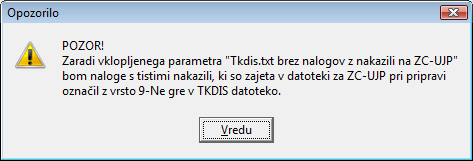 Opozorilo
POZOR!
Zaradi vklopljenega parametra "Tkdis.txt brez nalogov z nakazili na ZC-UJP"
bom naloge s tistimi nakazili, ki so zajeta v datoteki za ZC-UJP pri pripravi
označil z vrsto 9-Ne gre v TKDIS datoteko.
Vredu